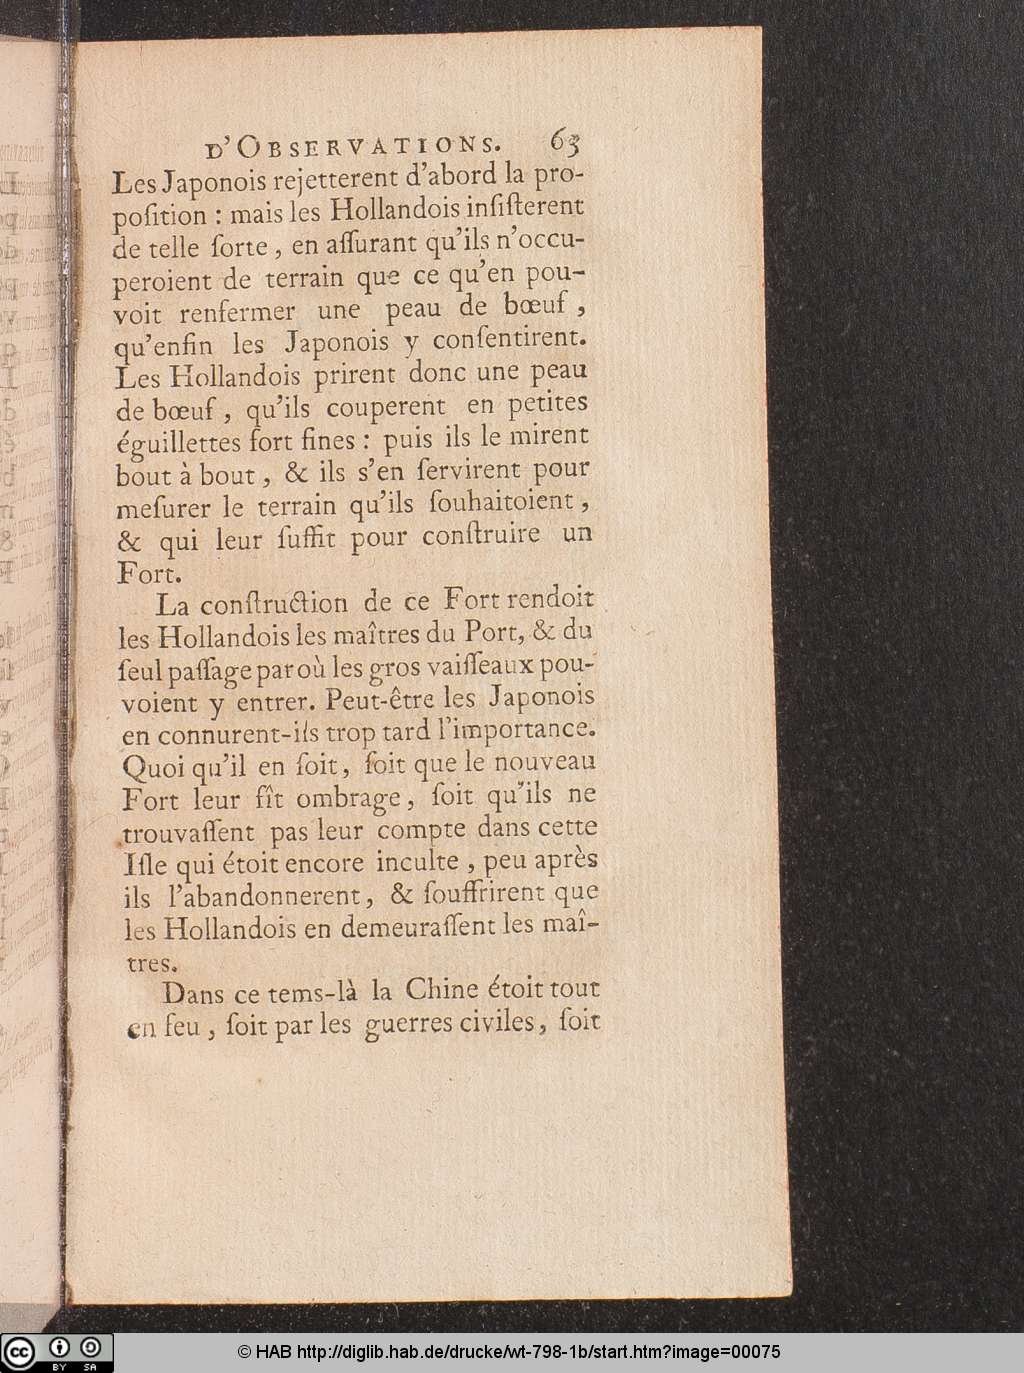 D'OBSERVATIONS. 63
Les Japonois rejetterent d'abord la pro-
poſition : mais les Hollandois inſiſterent
de telle ſorte, en aſſurant qu'ils n'occu-
peroient de terrain que ce qu'en pou-
voit renfermer une peau de bœuf,
qu'enfin les Japonois y conſentirent.
Les Hollandois prirent donc une peau
de bœuf, qu'ils couperent en petites
éguillettes fort fines : puis ils le mirent
bout à bout, & ils s'en ſervirent pour
meſurer le terrain qu'ils ſouhaitoient,
& qui leur ſuffit pour conſtruire un
Fort.
La conſtruction de ce Fort rendoit
les Hollandois les maîtres du Port, & du
ſeul paſſage par où les gros vaiſſeaux pou-
voient y entrer. Peut-être les Japonois
en connurent-ils trop tard l'importance.
Quoi qu'il en ſoit, ſoit que le nouveau
Fort leur fît ombrage, ſoit qu'ils ne
trouvaſſent pas leur compte dans cette
Iſle qui étoit encore inculte, peu après
ils l'abandonnerent, & ſouffrirent que
les Hollandois en demeuraſſent les maî-
tres.
Dans ce tems-là la Chine étoit tout
en feu, ſoit par les guerres civiles, ſoit
cc BY SA
© HAB http://diglib.hab.de/drucke/wt-798-1b/start.htm?image=00075